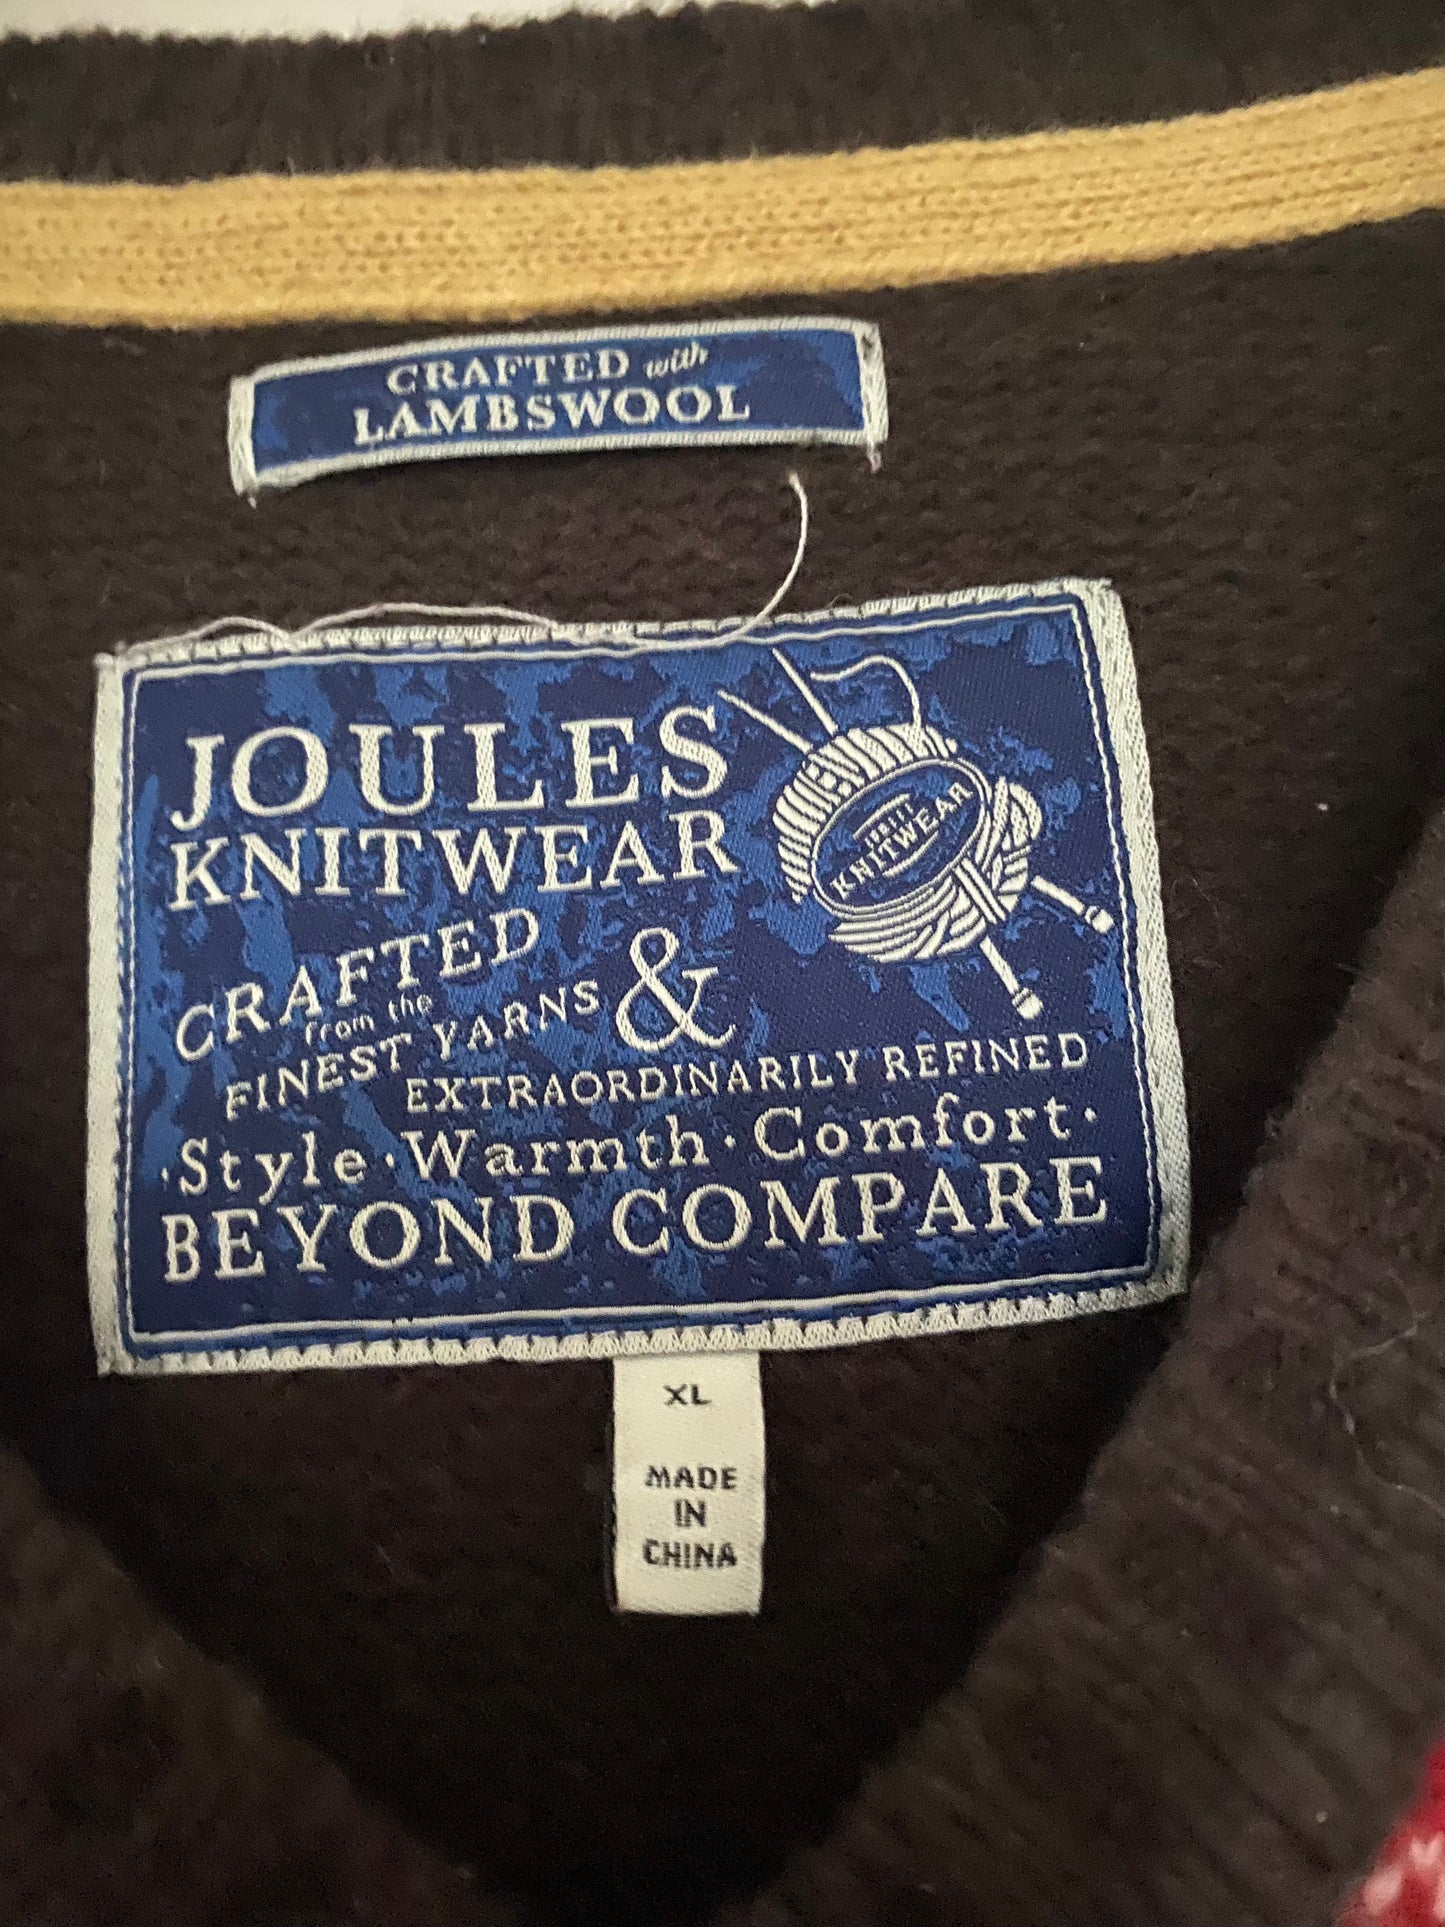 CRAFTED with
LAMBSWOOL
JOULES
KNITWEAR
KNITWEAR
CRAFTED
from the
FINEST YARNS
&
EXTRAORDINARILY REFINED
·Style·Warmth·Comfort·
BEYOND COMPARE
XL
MADE
IN
CHINA